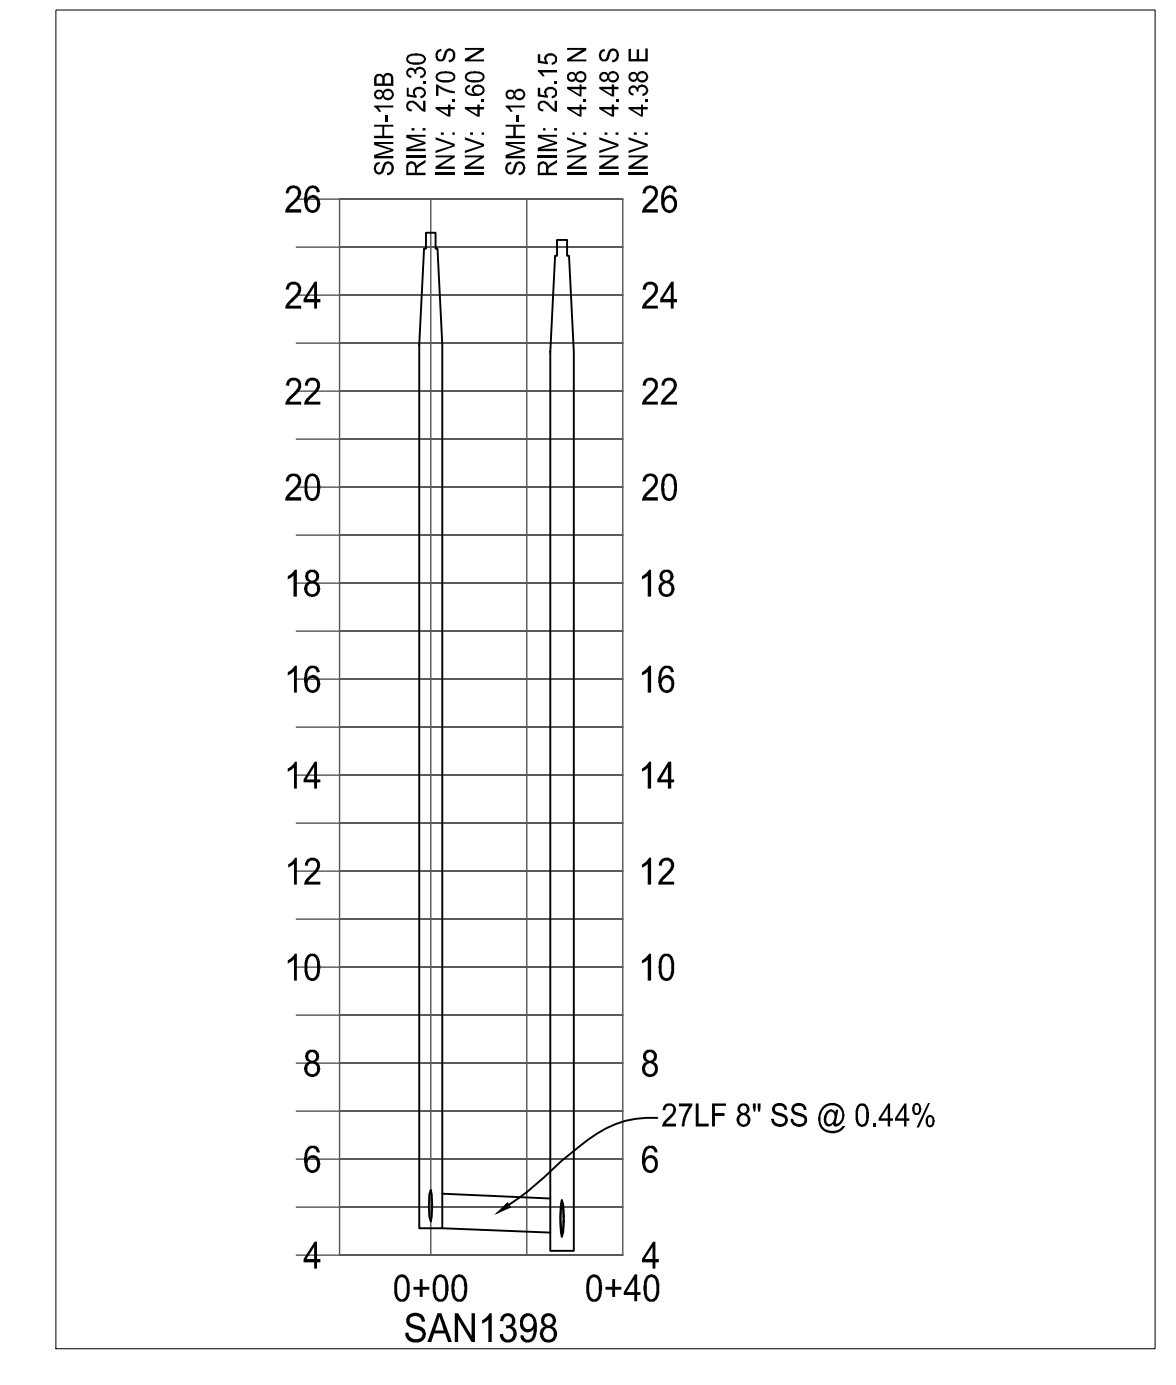 SMH-18B
RIM: 25.30
INV: 4.70 S
INV: 4.60 N
SMH-18
RIM: 25.15
INV: 4.48 N
INV: 4.48 S
INV: 4.38 E
26 26
24 24
22 22
20 20
18 18
16 16
14 14
12 12
10 10
8 8
27LF 8" SS @ 0.44%
6 6
4 4
0+00 0+40
SAN1398